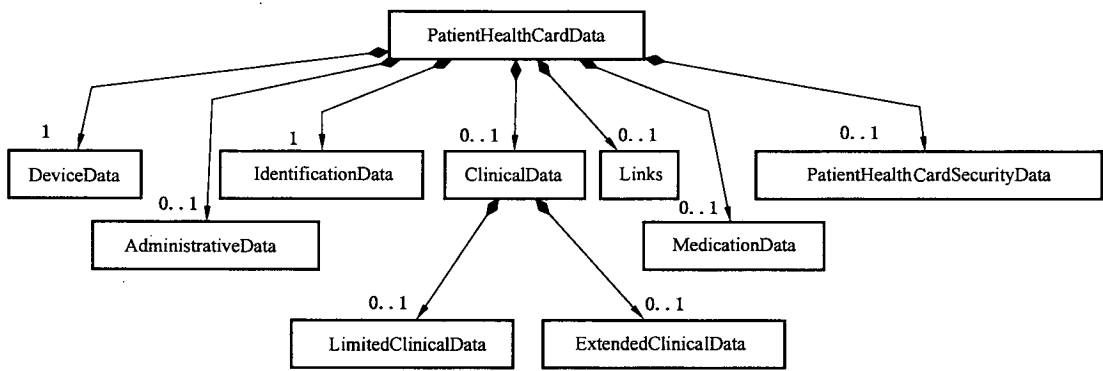 PatientHealthCardData
1
0..1
0..1
0..1
DeviceData
1
IdentificationData
ClinicalData
Links
PatientHealthCardSecurityData
0..1
0..1
AdministrativeData
MedicationData
0..1
0..1
LimitedClinicalData
ExtendedClinicalData